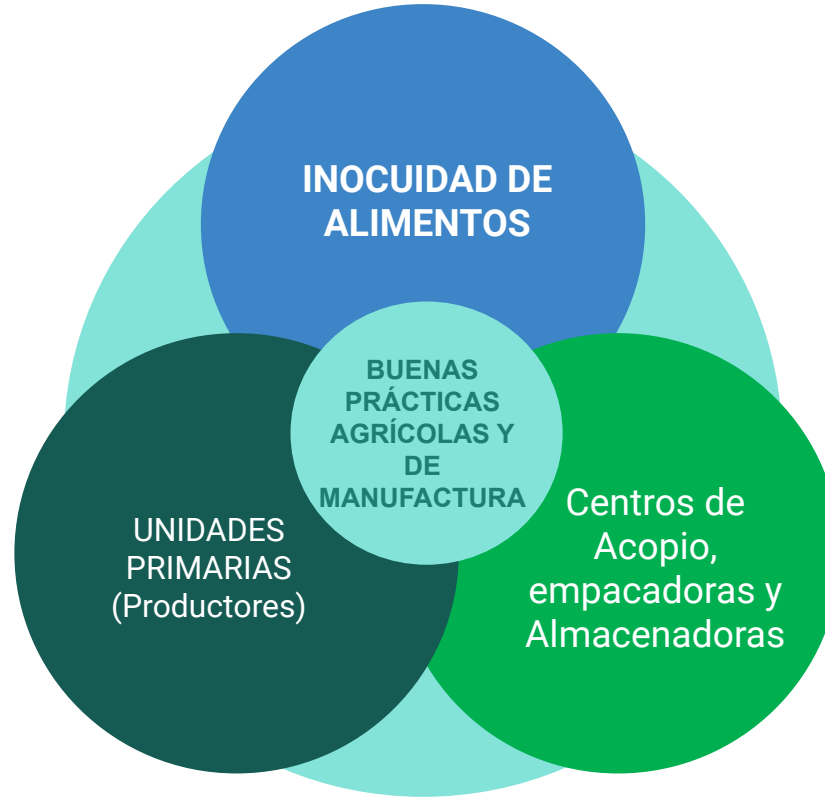 INOCUIDAD DE
ALIMENTOS
BUENAS
PRÁCTICAS
AGRÍCOLAS Y
DE
MANUFACTURA
UNIDADES
PRIMARIAS
(Productores)
Centros de
Acopio,
empacadoras y
Almacenadoras